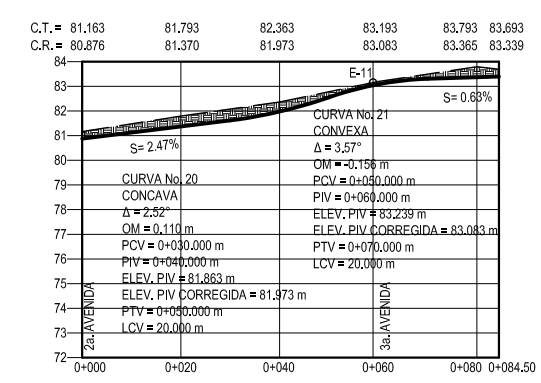 C.T. = 81.163 81.793 82.363 83.193 83.793 83.693
C.R. = 80.876 81.370 81.973 83.083 83.365 83.339
84
83
82
81
80
79
78
77
76
75
74
73
72
E-11
S= 0.63%
S= 2.47%
CURVA No. 21
CONVEXA
Δ = 3.57°
OM = -0.156 m
PCV = 0+050.000 m
PIV = 0+060.000 m
ELEV. PIV = 83.239 m
ELEV. PIV CORREGIDA = 83.083 m
PTV = 0+070.000 m
LCV = 20.000 m
CURVA No. 20
CONCAVA
Δ = 2.52°
OM = 0.110 m
PCV = 0+030.000 m
PIV = 0+040.000 m
ELEV. PIV = 81.863 m
ELEV. PIV CORREGIDA = 81.973 m
PTV = 0+050.000 m
LCV = 20.000 m
2a. AVENIDA
3a. AVENIDA
0+000 0+020 0+040 0+060 0+080 0+084.50